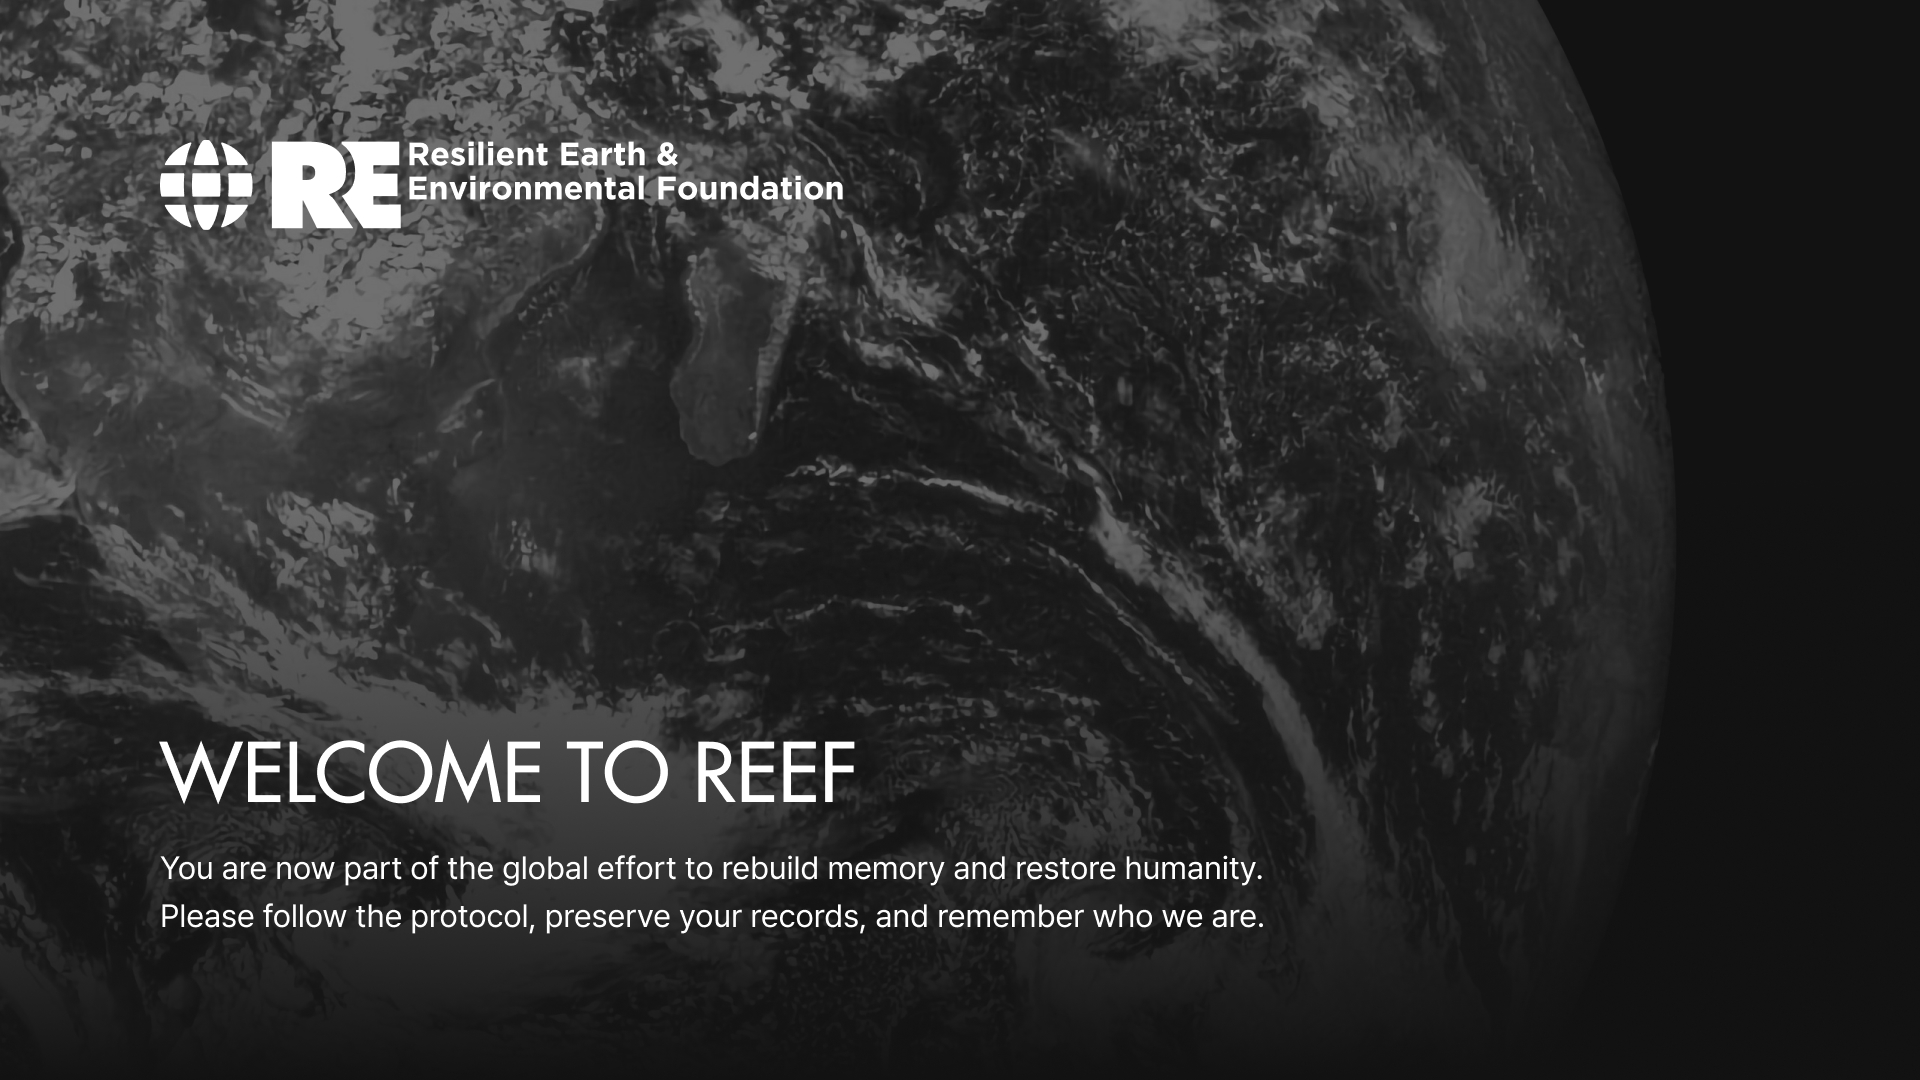 RE
Resilient Earth &
Environmental Foundation
WELCOME TO REEF
You are now part of the global effort to rebuild memory and restore humanity.
Please follow the protocol, preserve your records, and remember who we are.